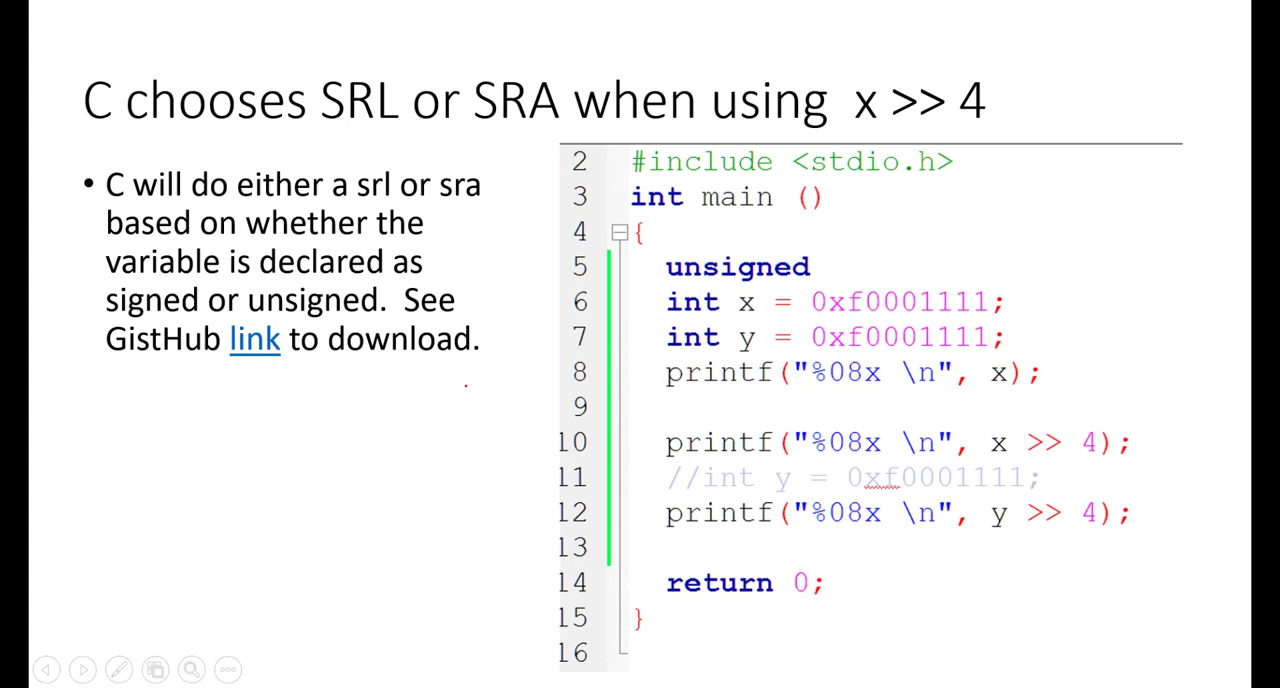 C chooses SRL or SRA when using x >> 4
• C will do either a srl or sra
based on whether the
variable is declared as
signed or unsigned. See
GistHub link to download.
2 #include <stdio.h>
3 int main ()
4 {
5 unsigned
6 int x = 0xf0001111;
7 int y = 0xf0001111;
8 printf("%08x \n", x);
9
10 printf("%08x \n", x >> 4);
11 //int y = 0xf0001111;
12 printf("%08x \n", y >> 4);
13
14 return 0;
15 }
16